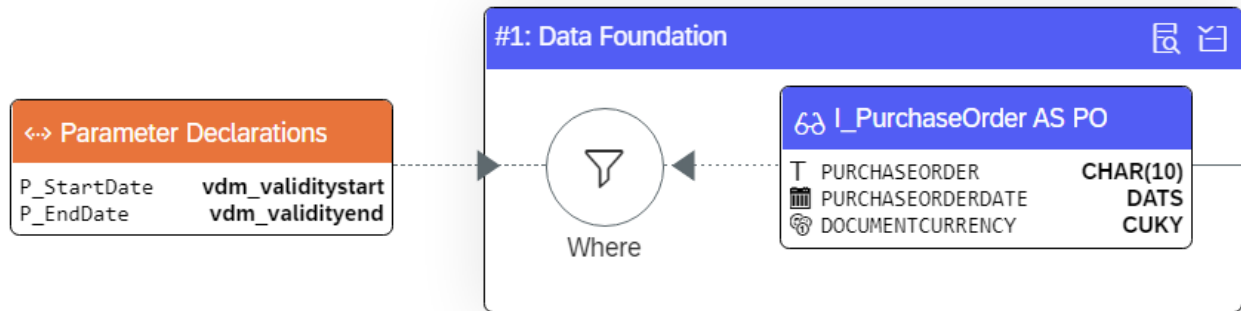 #1: Data Foundation
Parameter Declarations
P_StartDate vdm_validitystart
P_EndDate vdm_validityend
Where
I_PurchaseOrder AS PO
T PURCHASEORDER CHAR(10)
PURCHASEORDERDATE DATS
DOCUMENTCURRENCY CUKY